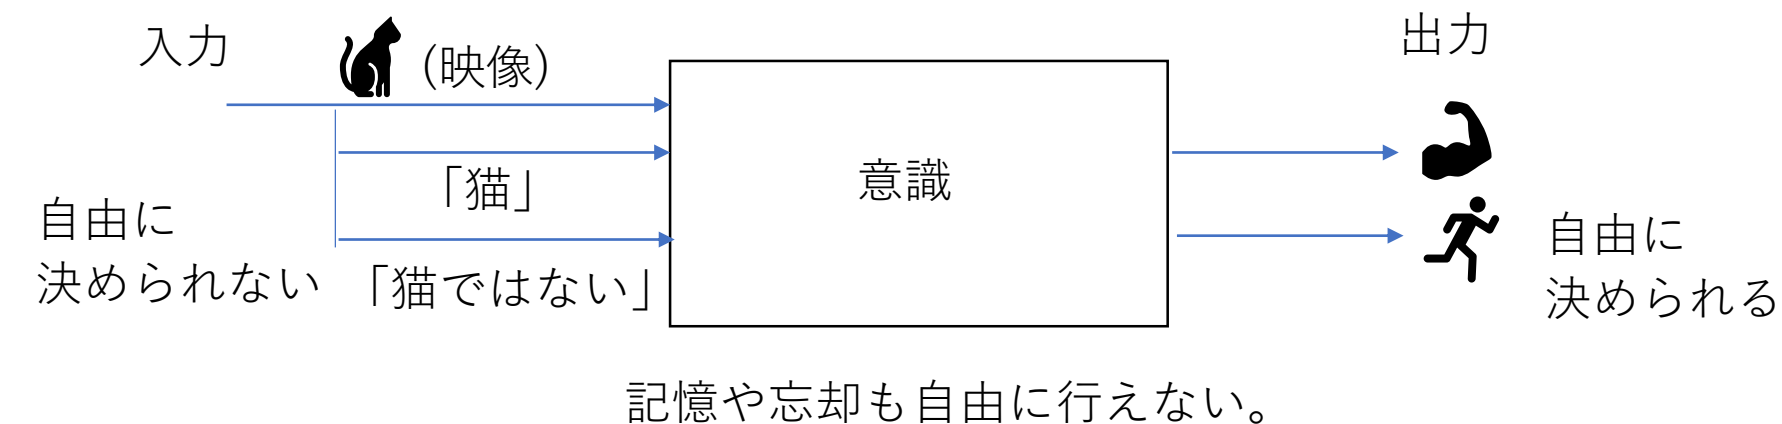 入力
(映像)
出力
「猫」
意識
自由に
決められない
「猫ではない」
自由に
決められる
記憶や忘却も自由に行えない。